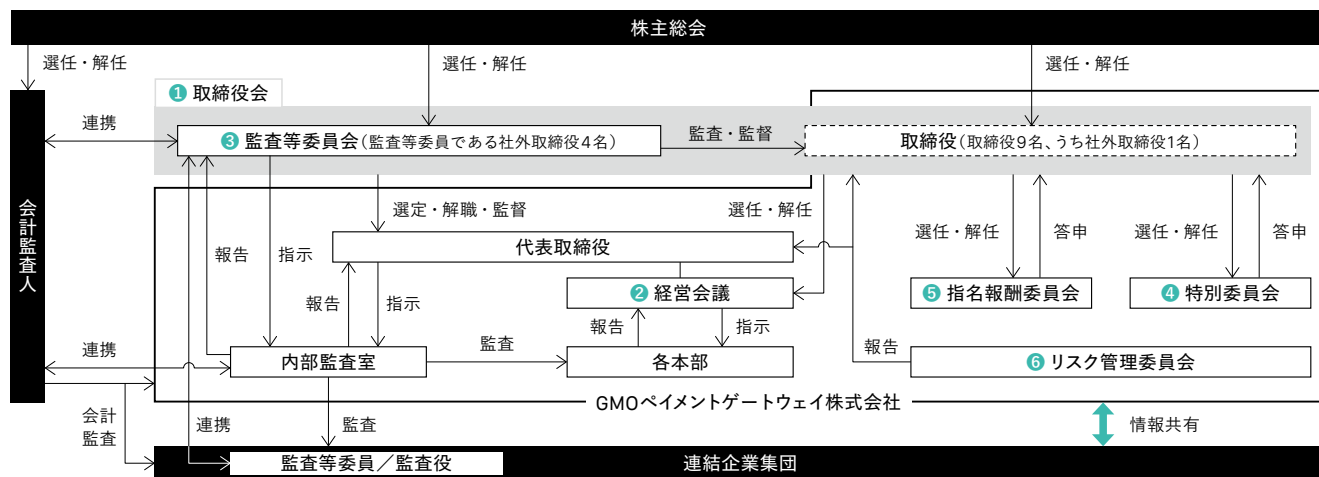 株主総会
選任・解任
選任・解任
選任・解任
❶ 取締役会
連携
❸ 監査等委員会(監査等委員である社外取締役4名)
監査・監督
取締役(取締役9名、うち社外取締役1名)
会計監査人
選定・解職・監督
選任・解任
選任・解任
答申
選任・解任
答申
報告
指示
代表取締役
報告
指示
❷ 経営会議
❺ 指名報酬委員会
❹ 特別委員会
報告
指示
連携
内部監査室
監査
各本部
報告
❻ リスク管理委員会
GMOペイメントゲートウェイ株式会社
会計
監査
連携
監査
情報共有
監査等委員/監査役
連結企業集団